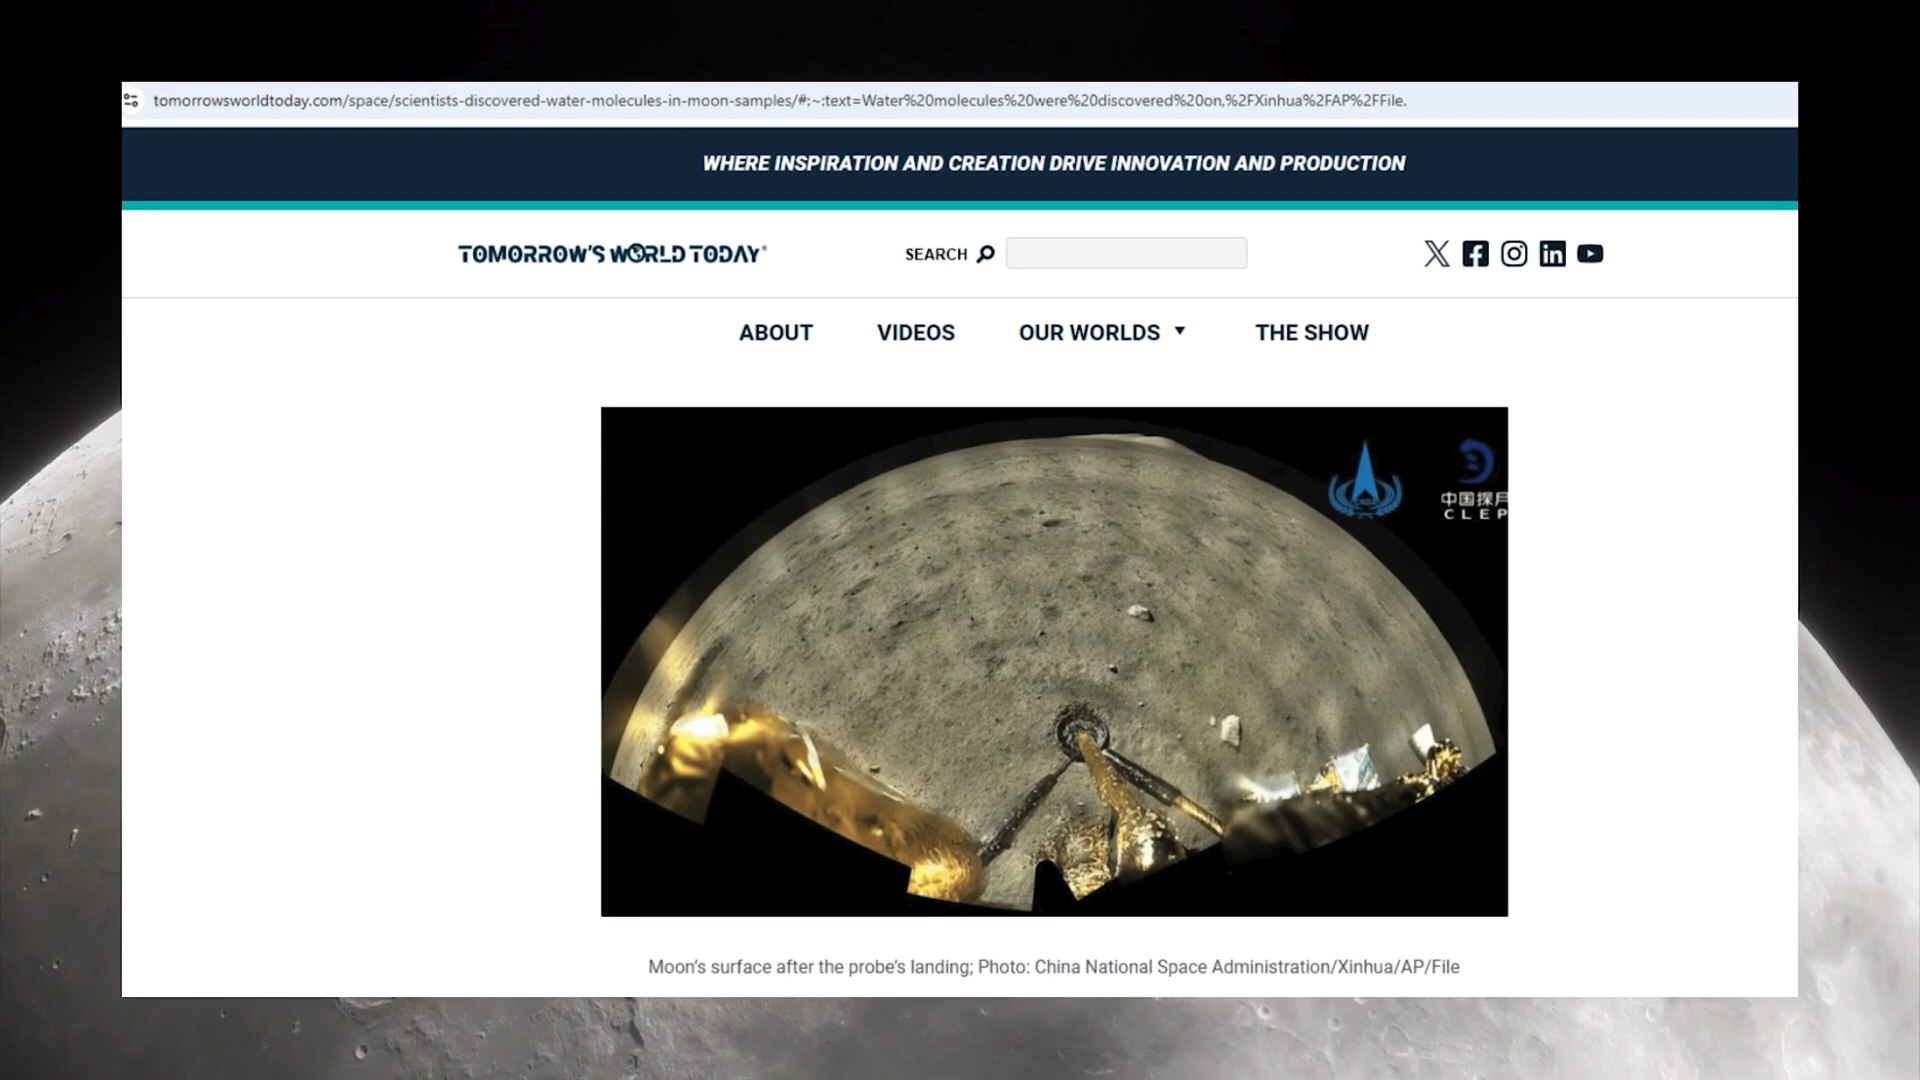 tomorrowsworldtoday.com/space/scientists-discovered-water-molecules-in-moon-samples/#:~:text=Water%20molecules%20were%20discovered%20on,%2FXinhua%2FAP%2FFile.
WHERE INSPIRATION AND CREATION DRIVE INNOVATION AND PRODUCTION
TOMORROW'S WORLD TODAY®
SEARCH
ABOUT VIDEOS OUR WORLDS ▼ THE SHOW
中国探月
CLEP
Moon's surface after the probe's landing; Photo: China National Space Administration/Xinhua/AP/File